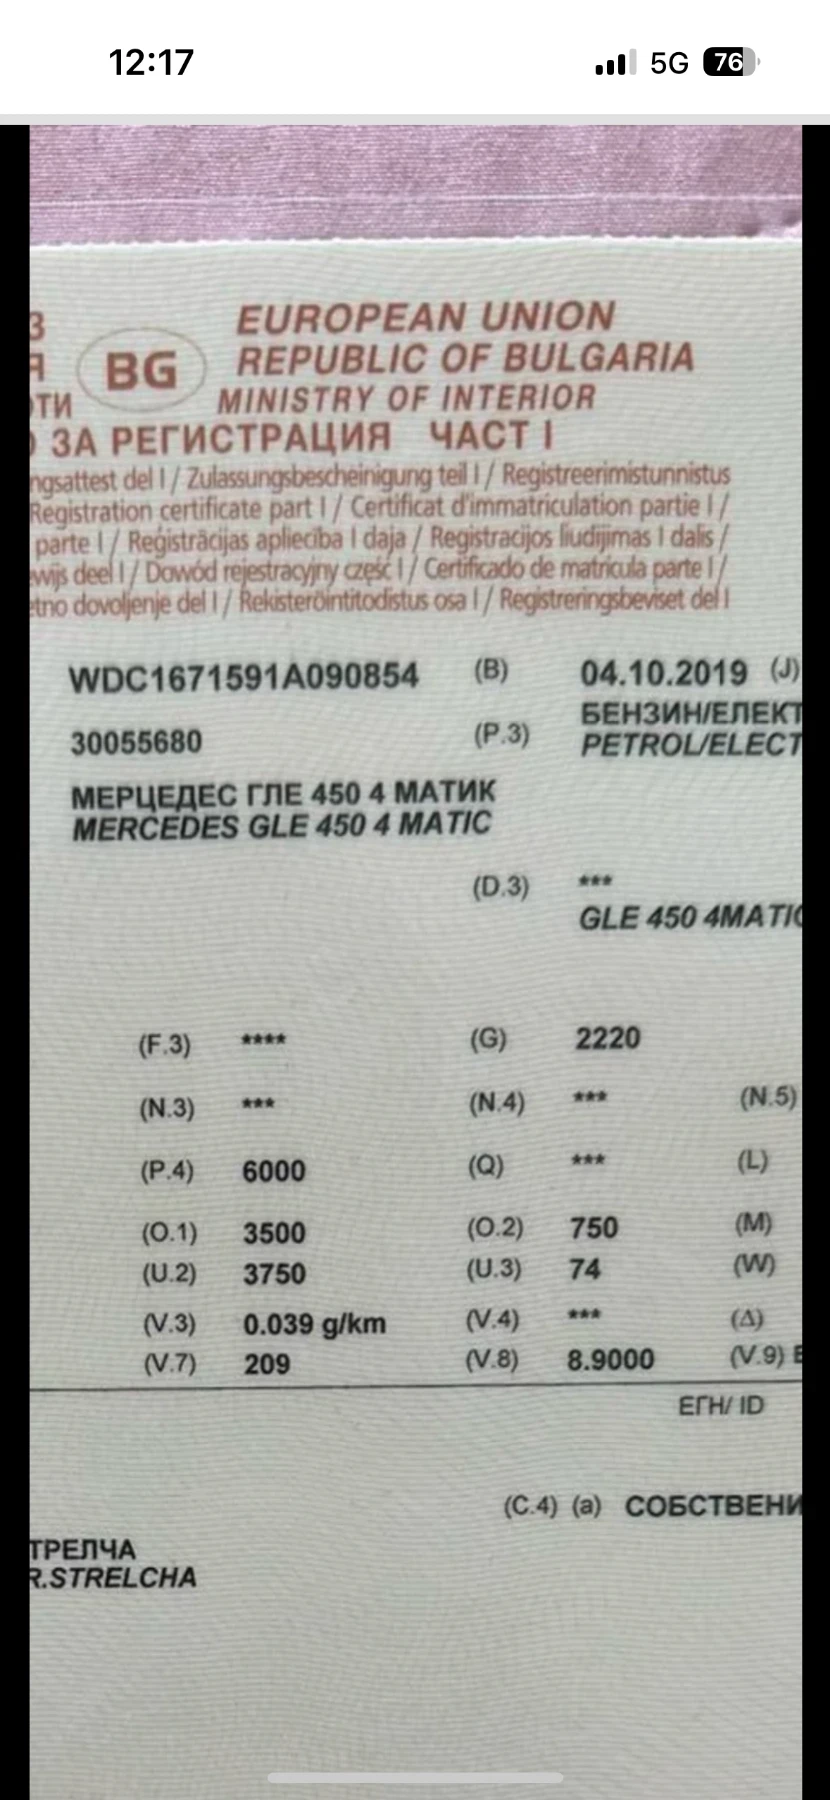 12:17 5G 76
З EUROPEAN UNION
Я BG REPUBLIC OF BULGARIA
ОТИ MINISTRY OF INTERIOR
О ЗА РЕГИСТРАЦИЯ ЧАСТ I
ngsattest del I / Zulassungsbescheinigung teil I / Registreerimistunnistus
Registration certificate part I / Certificat d'immatriculation partie I /
parte I / Reģistrācijas apliecība I daja / Registracijos liudijimas I dalis /
ewijs deel I / Dowód rejestracyjny część I / Certificado de matrícula parte I /
etno dovoljenje del I / Rekisteröintitodistus osa I / Registreringsbeviset del I
WDC1671591A090854 (B) 04.10.2019 (J)
БЕНЗИН/ЕЛЕКТ
30055680 (P.3) PETROL/ELECT
МЕРЦЕДЕС ГЛЕ 450 4 МАТИК
MERCEDES GLE 450 4 MATIC
(D.3) ***
GLE 450 4MATIC
(F.3) **** (G) 2220
(N.3) *** (N.4) *** (N.5)
(P.4) 6000 (Q) *** (L)
(O.1) 3500 (O.2) 750 (M)
(U.2) 3750 (U.3) 74 (W)
(V.3) 0.039 g/km (V.4) *** (Δ)
(V.7) 209 (V.8) 8.9000 (V.9) E
ЕГН/ ID
(C.4) (a) СОБСТВЕНИ
ТРЕЛЧА
R.STRELCHA